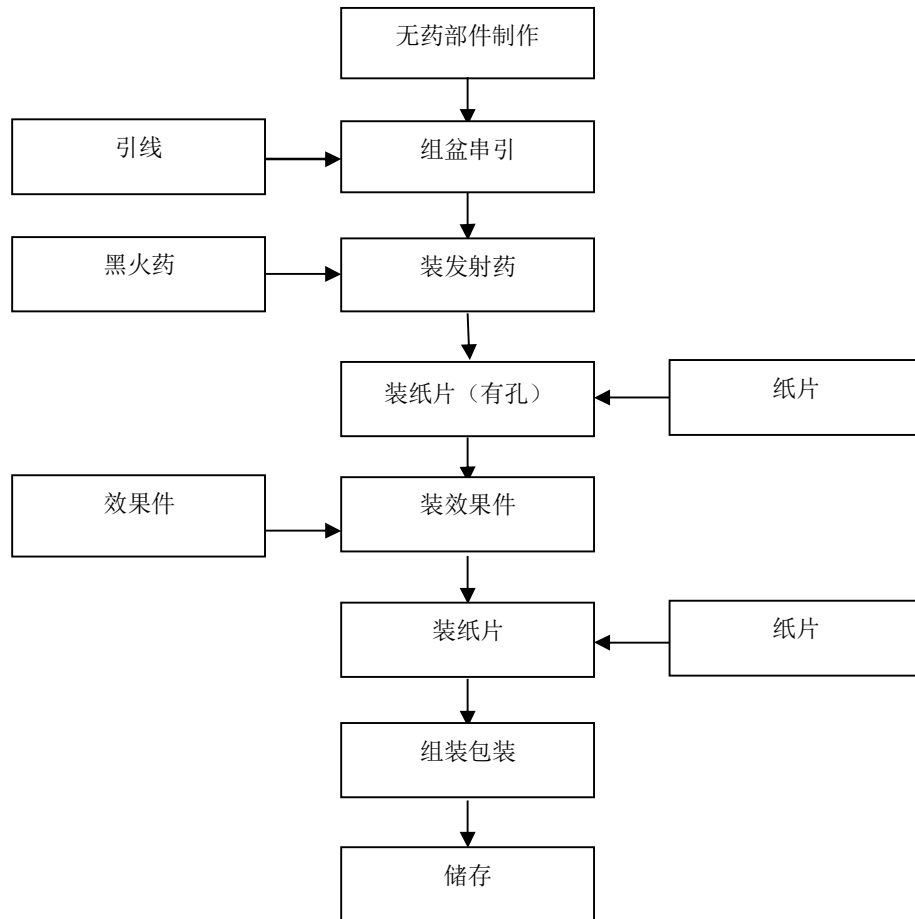 无药部件制作
引线
组盆串引
黑火药
装发射药
装纸片（有孔）
纸片
效果件
装效果件
装纸片
纸片
组装包装
储存